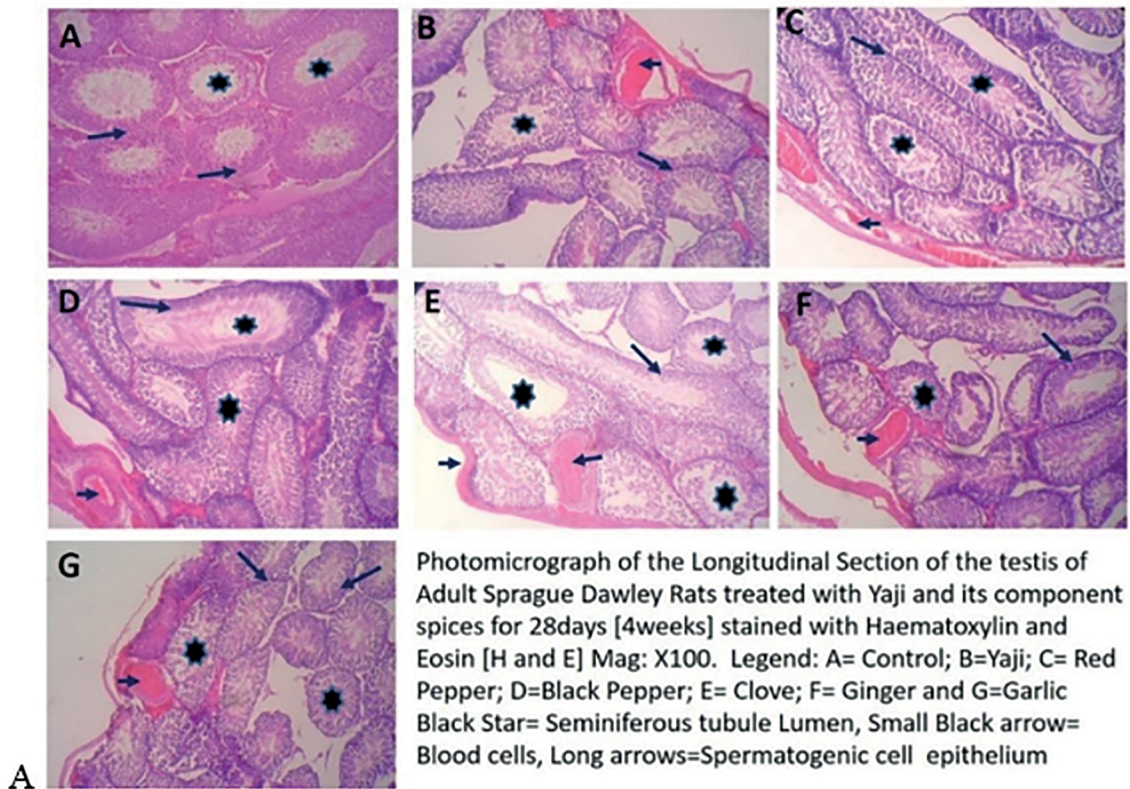 A
B
C
D
E
F
G
Photomicrograph of the Longitudinal Section of the testis of
Adult Sprague Dawley Rats treated with Yaji and its component
spices for 28days [4weeks] stained with Haematoxylin and
Eosin [H and E] Mag: X100.  Legend: A= Control; B=Yaji; C= Red
Pepper; D=Black Pepper; E= Clove; F= Ginger and G=Garlic
Black Star= Seminiferous tubule Lumen, Small Black arrow=
Blood cells, Long arrows=Spermatogenic cell  epithelium
A